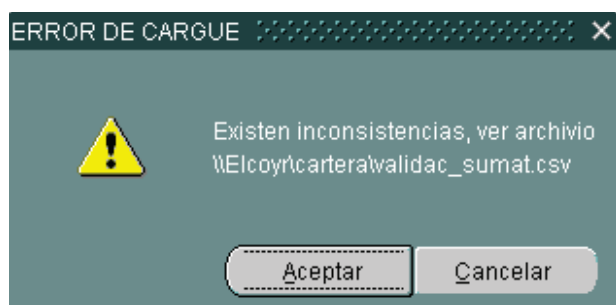 ERROR DE CARGUE
Existen inconsistencias, ver archivo
\\Elcoyr\cartera\validac_sumat.csv
Aceptar
Cancelar